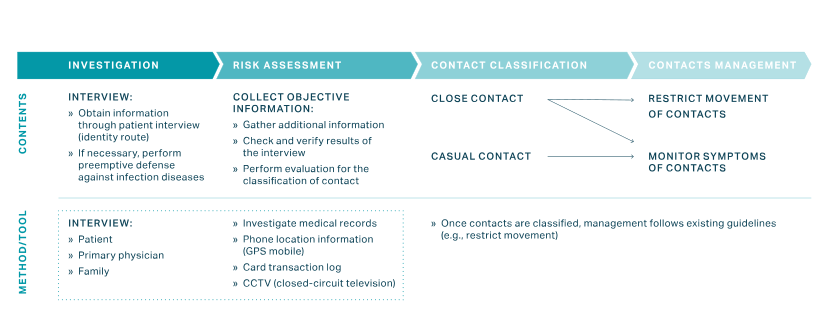 INVESTIGATION
RISK ASSESSMENT
CONTACT CLASSIFICATION
CONTACTS MANAGEMENT
CONTENTS
INTERVIEW:
» Obtain information
through patient interview
(identity route)
» If necessary, perform
preemptive defense
against infection diseases
COLLECT OBJECTIVE
INFORMATION:
» Gather additional information
» Check and verify results of
the interview
» Perform evaluation for the
classification of contact
CLOSE CONTACT
CASUAL CONTACT
RESTRICT MOVEMENT
OF CONTACTS
MONITOR SYMPTOMS
OF CONTACTS
METHOD/TOOL
INTERVIEW:
» Patient
» Primary physician
» Family
» Investigate medical records
» Phone location information
(GPS mobile)
» Card transaction log
» CCTV (closed-circuit television)
» Once contacts are classified, management follows existing guidelines
(e.g., restrict movement)